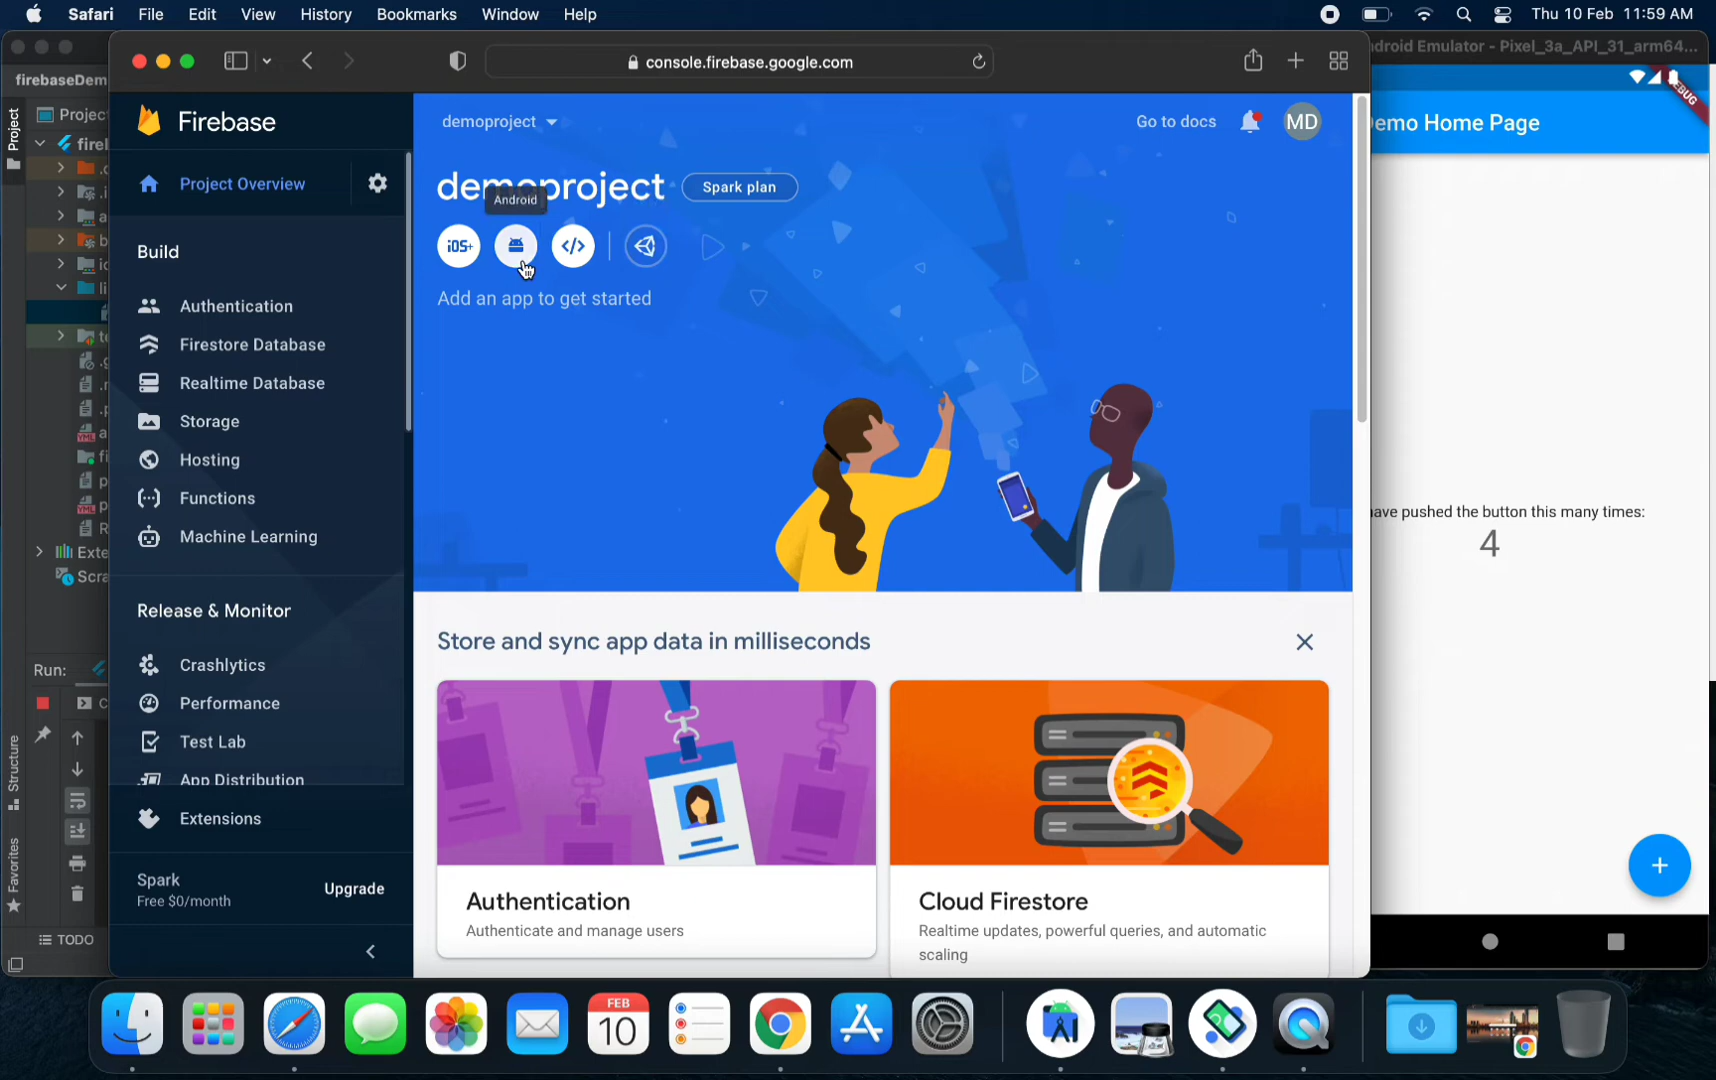 Safari File Edit View History Bookmarks Window Help Thu 10 Feb 11:59 AM
firebaseDem
Project
Structure
Favorites
Run:
TODO
console.firebase.google.com
droid Emulator - Pixel_3a_API_31_arm64...
Firebase
Project Overview
Build
Authentication
Firestore Database
Realtime Database
Storage
Hosting
Functions
Machine Learning
Release & Monitor
Crashlytics
Performance
Test Lab
App Distribution
Extensions
Spark
Free $0/month
Upgrade
demoproject
Go to docs
MD
demoproject
Spark plan
Android
iOS+
</>
Add an app to get started
Store and sync app data in milliseconds
Authentication
Authenticate and manage users
Cloud Firestore
Realtime updates, powerful queries, and automatic
scaling
emo Home Page
ave pushed the button this many times:
4
FEB
10